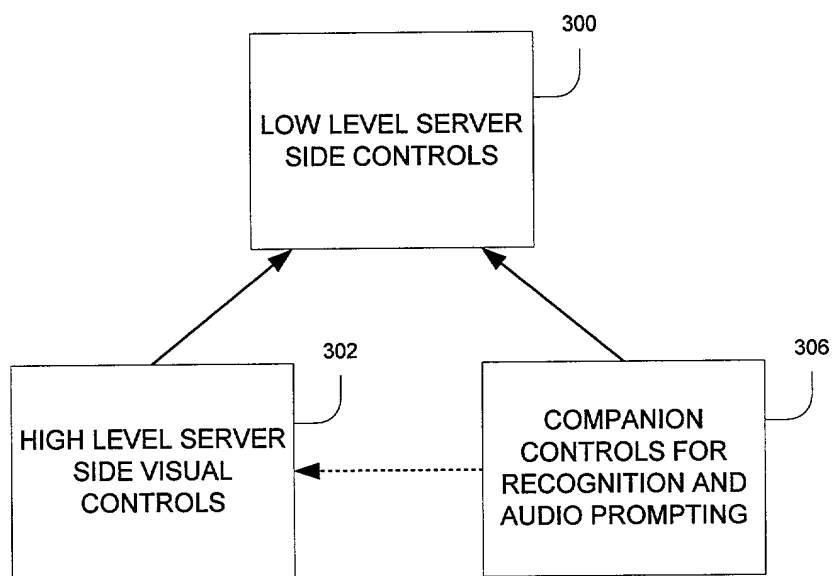 300
LOW LEVEL SERVER
SIDE CONTROLS
302
HIGH LEVEL SERVER
SIDE VISUAL
CONTROLS
306
COMPANION
CONTROLS FOR
RECOGNITION AND
AUDIO PROMPTING